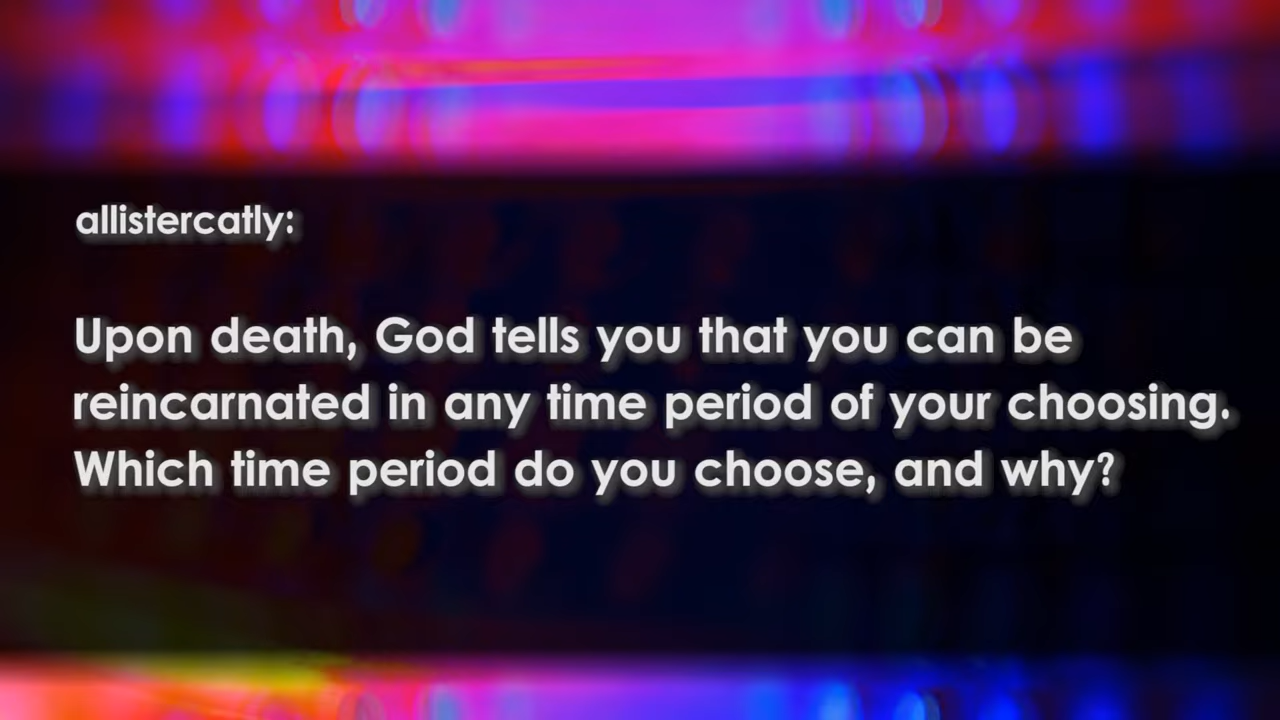 allistercatly:
Upon death, God tells you that you can be
reincarnated in any time period of your choosing.
Which time period do you choose, and why?